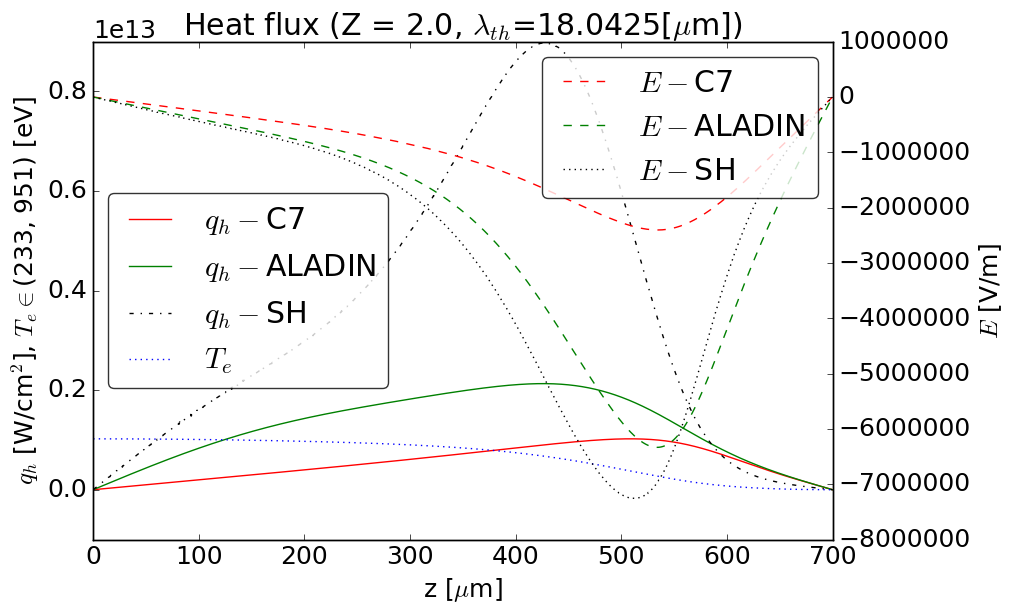 Heat flux (Z = 2.0, λ_th=18.0425[μm])
1e13
0.8
0.6
0.4
0.2
0.0
q_h [W/cm²], T_e ∈ (233, 951) [eV]
q_h − C7
q_h − ALADIN
q_h − SH
T_e
E − C7
E − ALADIN
E − SH
1000000
0
−1000000
−2000000
−3000000
−4000000
−5000000
−6000000
−7000000
−8000000
E [V/m]
0 100 200 300 400 500 600 700
z [μm]